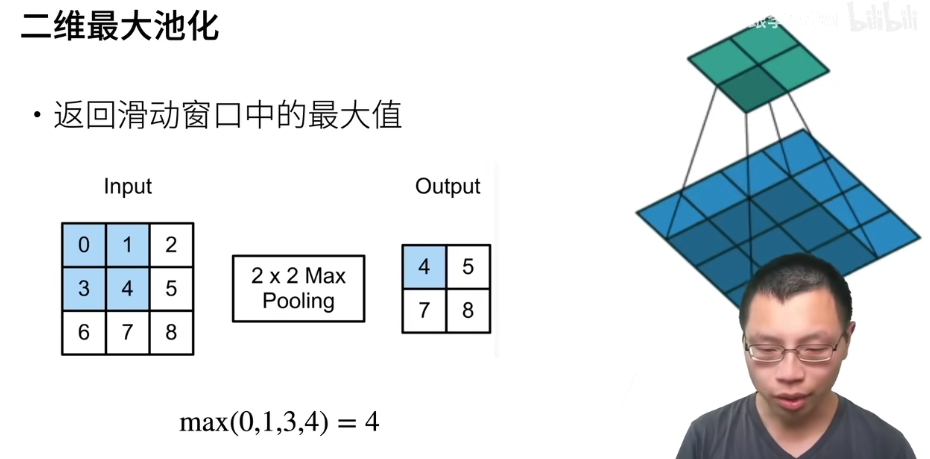 二维最大池化
bilibili
• 返回滑动窗口中的最大值
Input
Output
0 1 2
3 4 5
6 7 8
2 x 2 Max
Pooling
4 5
7 8
max(0,1,3,4) = 4